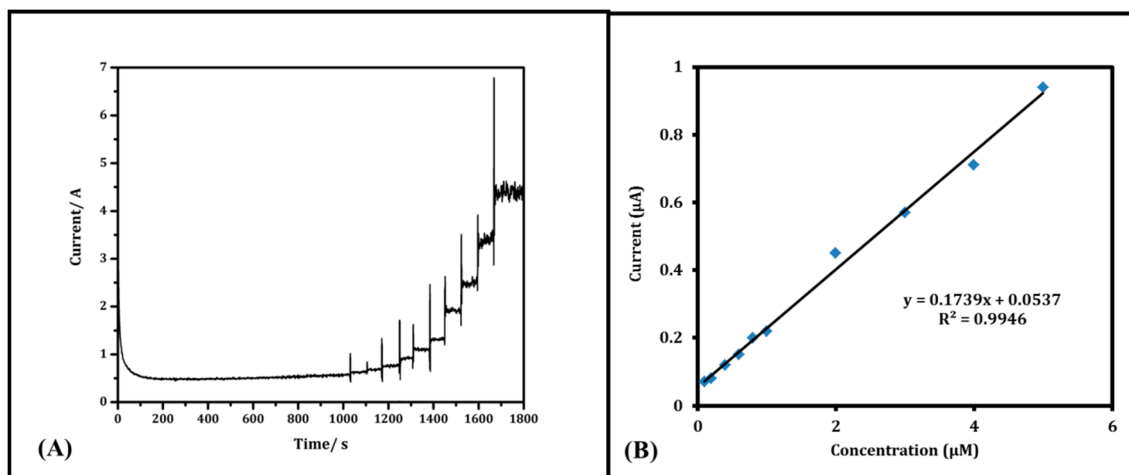 7
6
5
4
3
2
1
0
Current/ A
0 200 400 600 800 1000 1200 1400 1600 1800
Time/ s
(A)
1
0.8
0.6
0.4
0.2
0
Current (µA)
y = 0.1739x + 0.0537
R² = 0.9946
0 2 4 6
Concentration (µM)
(B)